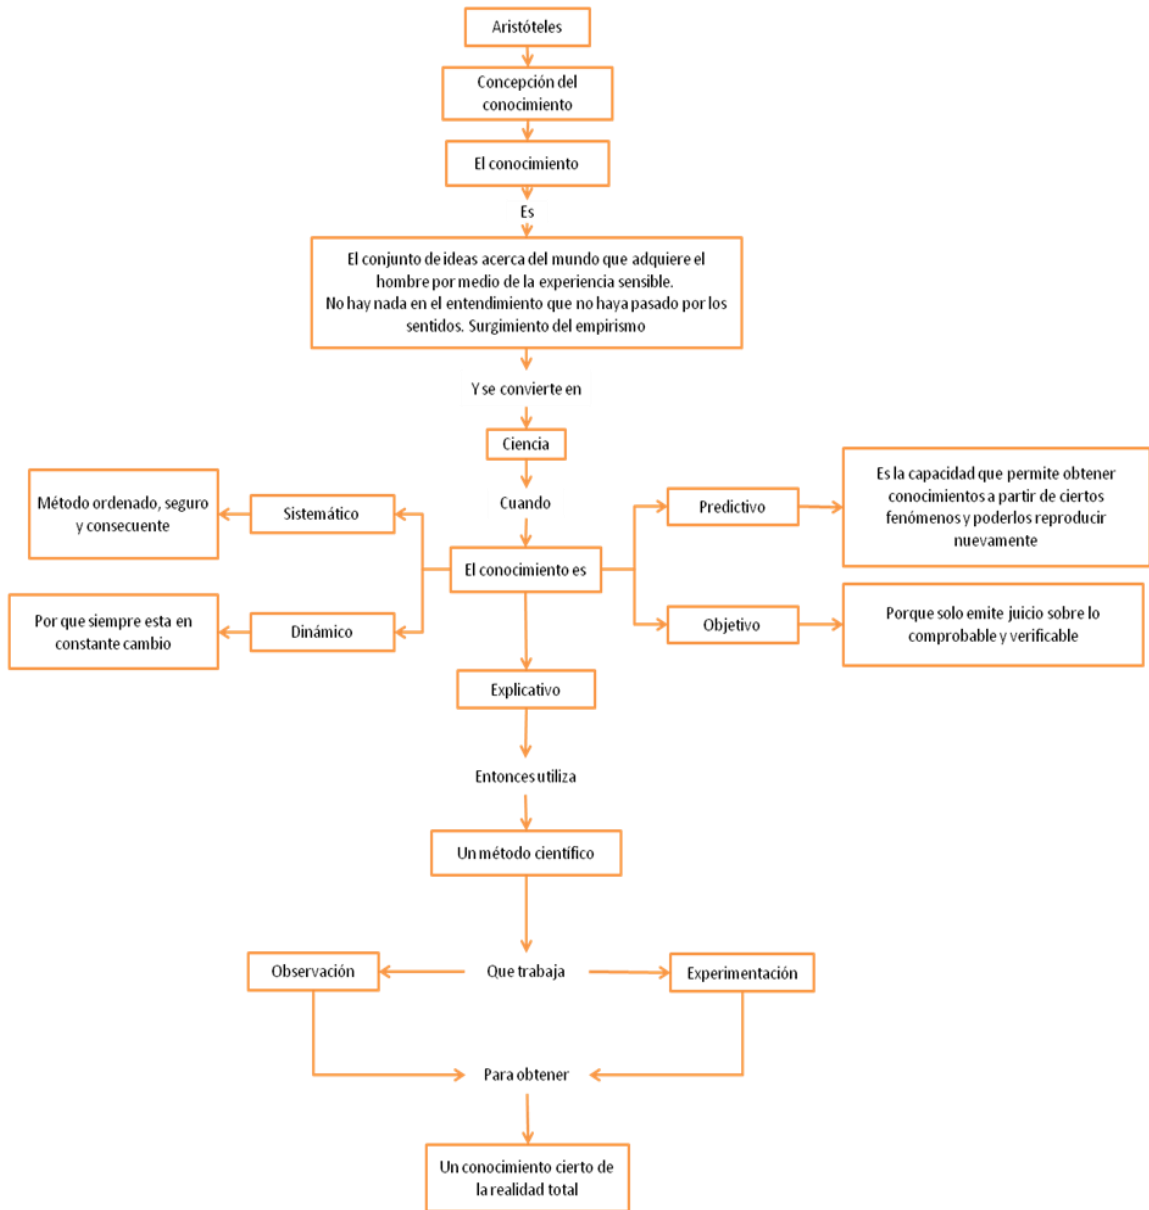 Aristóteles
Concepción del
conocimiento
El conocimiento
Es
El conjunto de ideas acerca del mundo que adquiere el
hombre por medio de la experiencia sensible.
No hay nada en el entendimiento que no haya pasado por los
sentidos. Surgimiento del empirismo
Y se convierte en
Ciencia
Cuando
El conocimiento es
Sistemático
Método ordenado, seguro
y consecuente
Dinámico
Por que siempre esta en
constante cambio
Predictivo
Es la capacidad que permite obtener
conocimientos a partir de ciertos
fenómenos y poderlos reproducir
nuevamente
Objetivo
Porque solo emite juicio sobre lo
comprobable y verificable
Explicativo
Entonces utiliza
Un método científico
Que trabaja
Observación
Experimentación
Para obtener
Un conocimiento cierto de
la realidad total